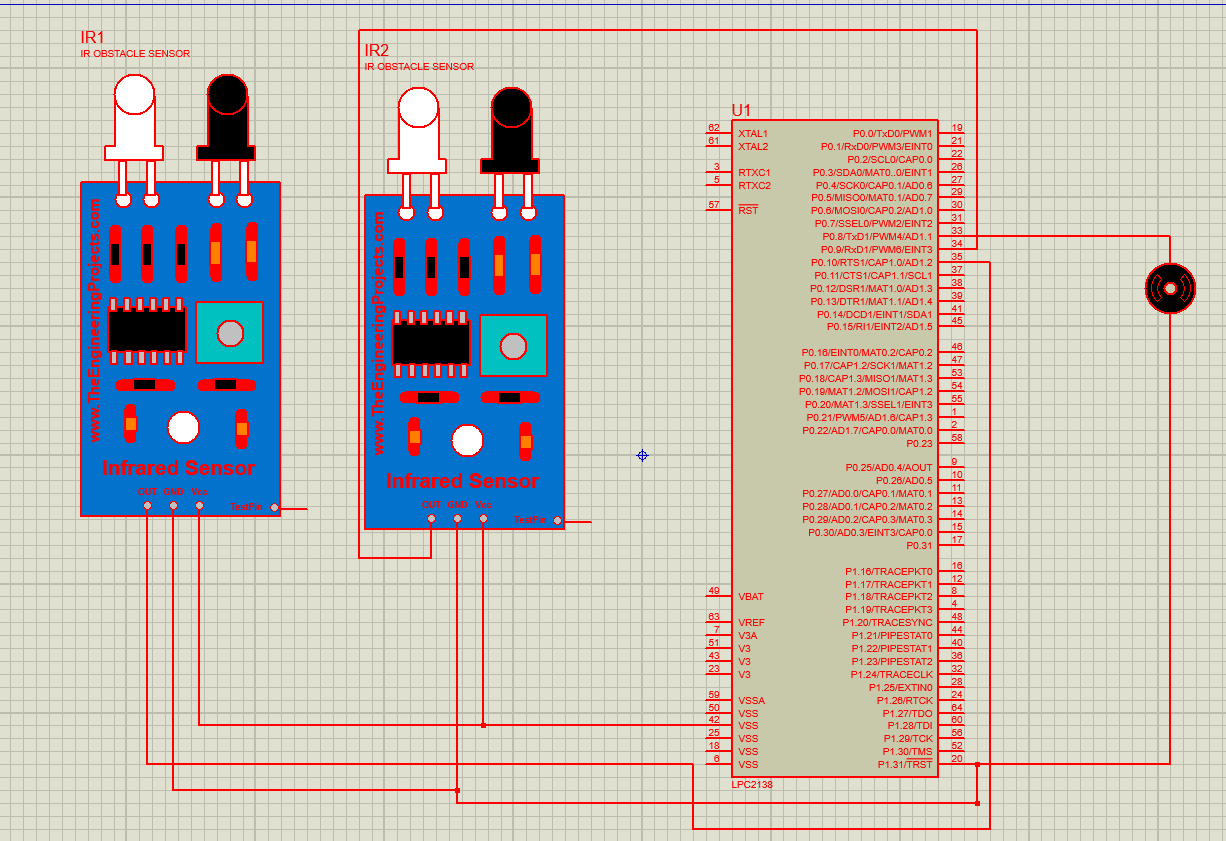 IR1
IR OBSTACLE SENSOR
www.TheEngineeringProjects.com
Infrared Sensor
OUT GND Vcc
TestPin
IR2
IR OBSTACLE SENSOR
www.TheEngineeringProjects.com
Infrared Sensor
OUT GND Vcc
TestPin
U1
62 XTAL1
61 XTAL2
3 RTXC1
5 RTXC2
57 RST
49 VBAT
63 VREF
7 V3A
51 V3
43 V3
23 V3
59 VSSA
50 VSS
42 VSS
25 VSS
18 VSS
6 VSS
P0.0/TxD0/PWM1 19
P0.1/RxD0/PWM3/EINT0 21
P0.2/SCL0/CAP0.0 22
P0.3/SDA0/MAT0..0/EINT1 26
P0.4/SCK0/CAP0.1/AD0.6 27
P0.5/MISO0/MAT0.1/AD0.7 29
P0.6/MOSI0/CAP0.2/AD1.0 30
P0.7/SSEL0/PWM2/EINT2 31
P0.8/TxD1/PWM4/AD1.1 33
P0.9/RxD1/PWM6/EINT3 34
P0.10/RTS1/CAP1.0/AD1.2 35
P0.11/CTS1/CAP1.1/SCL1 37
P0.12/DSR1/MAT1.0/AD1.3 38
P0.13/DTR1/MAT1.1/AD1.4 39
P0.14/DCD1/EINT1/SDA1 41
P0.15/RI1/EINT2/AD1.5 45
P0.16/EINT0/MAT0.2/CAP0.2 46
P0.17/CAP1.2/SCK1/MAT1.2 47
P0.18/CAP1.3/MISO1/MAT1.3 53
P0.19/MAT1.2/MOSI1/CAP1.2 54
P0.20/MAT1.3/SSEL1/EINT3 55
P0.21/PWM5/AD1.6/CAP1.3 1
P0.22/AD1.7/CAP0.0/MAT0.0 2
P0.23 58
P0.25/AD0.4/AOUT 9
P0.26/AD0.5 10
P0.27/AD0.0/CAP0.1/MAT0.1 11
P0.28/AD0.1/CAP0.2/MAT0.2 13
P0.29/AD0.2/CAP0.3/MAT0.3 14
P0.30/AD0.3/EINT3/CAP0.0 15
P0.31 17
P1.16/TRACEPKT0 16
P1.17/TRACEPKT1 12
P1.18/TRACEPKT2 8
P1.19/TRACEPKT3 4
P1.20/TRACESYNC 48
P1.21/PIPESTAT0 44
P1.22/PIPESTAT1 40
P1.23/PIPESTAT2 36
P1.24/TRACECLK 32
P1.25/EXTIN0 28
P1.26/RTCK 24
P1.27/TDO 64
P1.28/TDI 60
P1.29/TCK 56
P1.30/TMS 52
P1.31/TRST 20
LPC2138